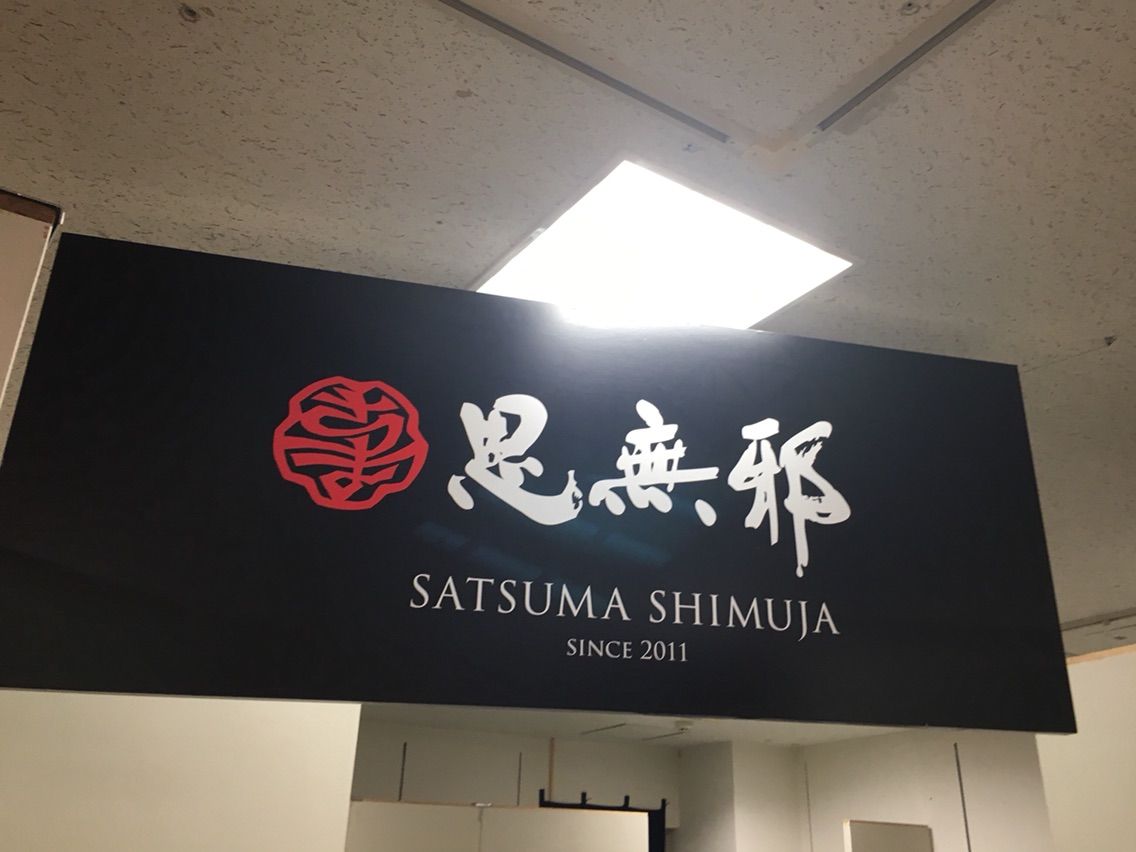 思無邪
SATSUMA SHIMUJA
SINCE 2011